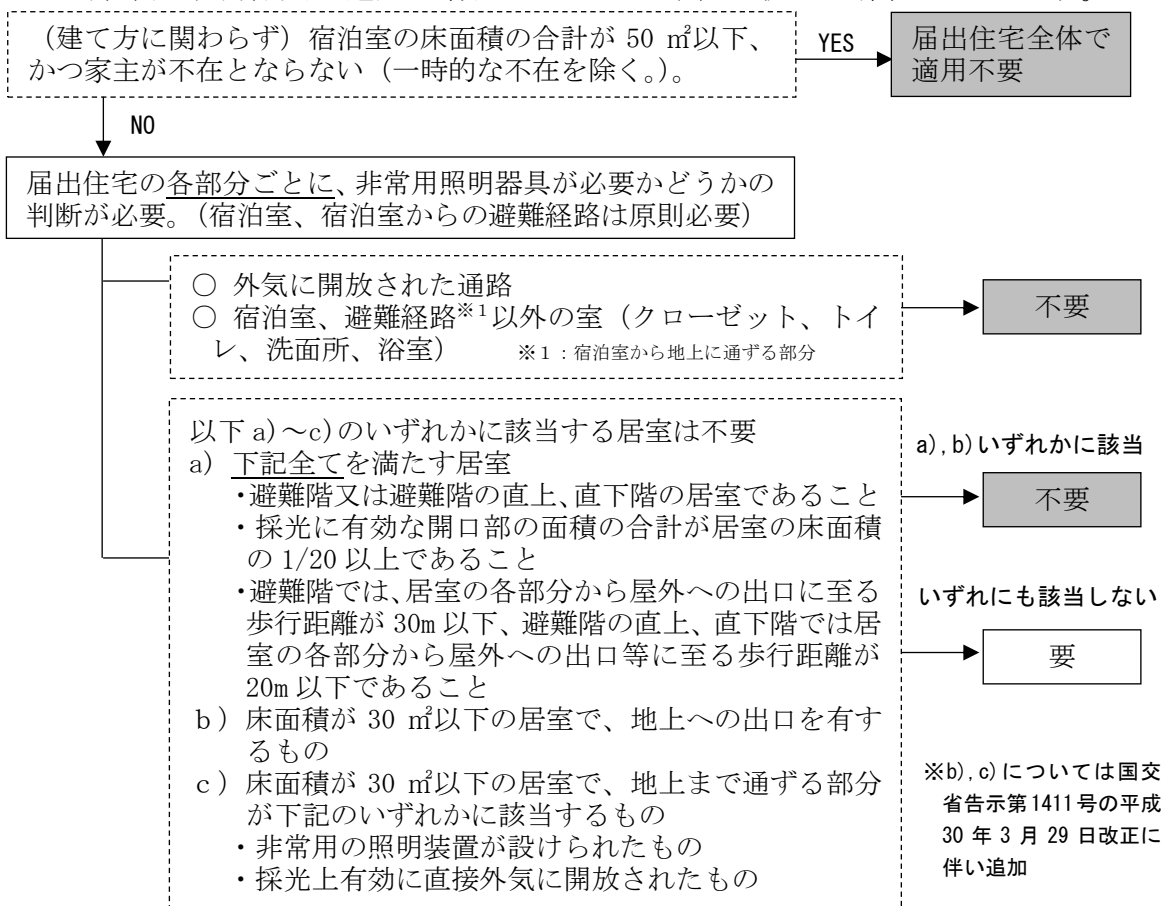 （建て方に関わらず）宿泊室の床面積の合計が 50 ㎡以下、
かつ家主が不在とならない（一時的な不在を除く。）。
YES
届出住宅全体で
適用不要
NO
届出住宅の各部分ごとに、非常用照明器具が必要かどうかの
判断が必要。（宿泊室、宿泊室からの避難経路は原則必要）
○ 外気に開放された通路
○ 宿泊室、避難経路※1以外の室（クローゼット、トイ
レ、洗面所、浴室） ※１：宿泊室から地上に通ずる部分
不要
以下 a)～c)のいずれかに該当する居室は不要
a) 下記全てを満たす居室
・避難階又は避難階の直上、直下階の居室であること
・採光に有効な開口部の面積の合計が居室の床面積
の 1/20 以上であること
・避難階では、居室の各部分から屋外への出口に至る
歩行距離が 30m 以下、避難階の直上、直下階では居
室の各部分から屋外への出口等に至る歩行距離が
20m 以下であること
ｂ）床面積が 30 ㎡以下の居室で、地上への出口を有す
るもの
ｃ）床面積が 30 ㎡以下の居室で、地上まで通ずる部分
が下記のいずれかに該当するもの
・非常用の照明装置が設けられたもの
・採光上有効に直接外気に開放されたもの
a),b)いずれかに該当
不要
いずれにも該当しない
要
※b),c)については国交
省告示第1411号の平成
30 年 3 月 29 日改正に
伴い追加